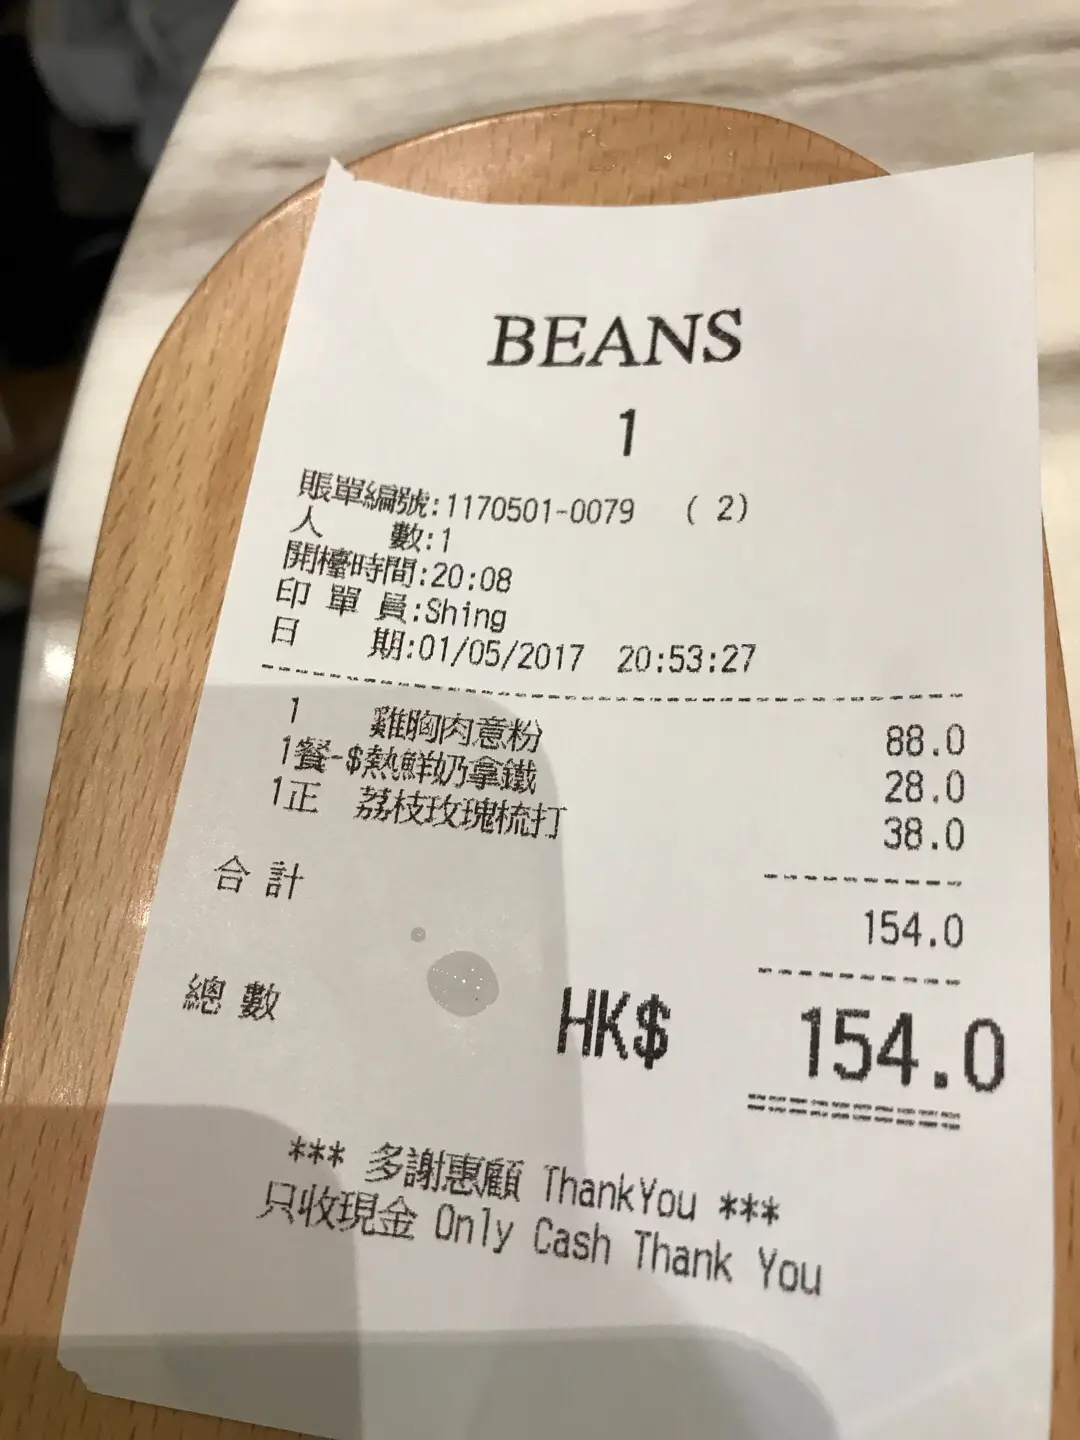 BEANS
1
賬單編號:1170501-0079 (2)
人 數:1
開檯時間:20:08
印 單 員:Shing
日 期:01/05/2017 20:53:27
1 雞胸肉意粉 88.0
1餐-$熱鮮奶拿鐵 28.0
1正 荔枝玫瑰梳打 38.0
合 計 154.0
總 數 HK$ 154.0
*** 多謝惠顧 ThankYou ***
只收現金 Only Cash Thank You